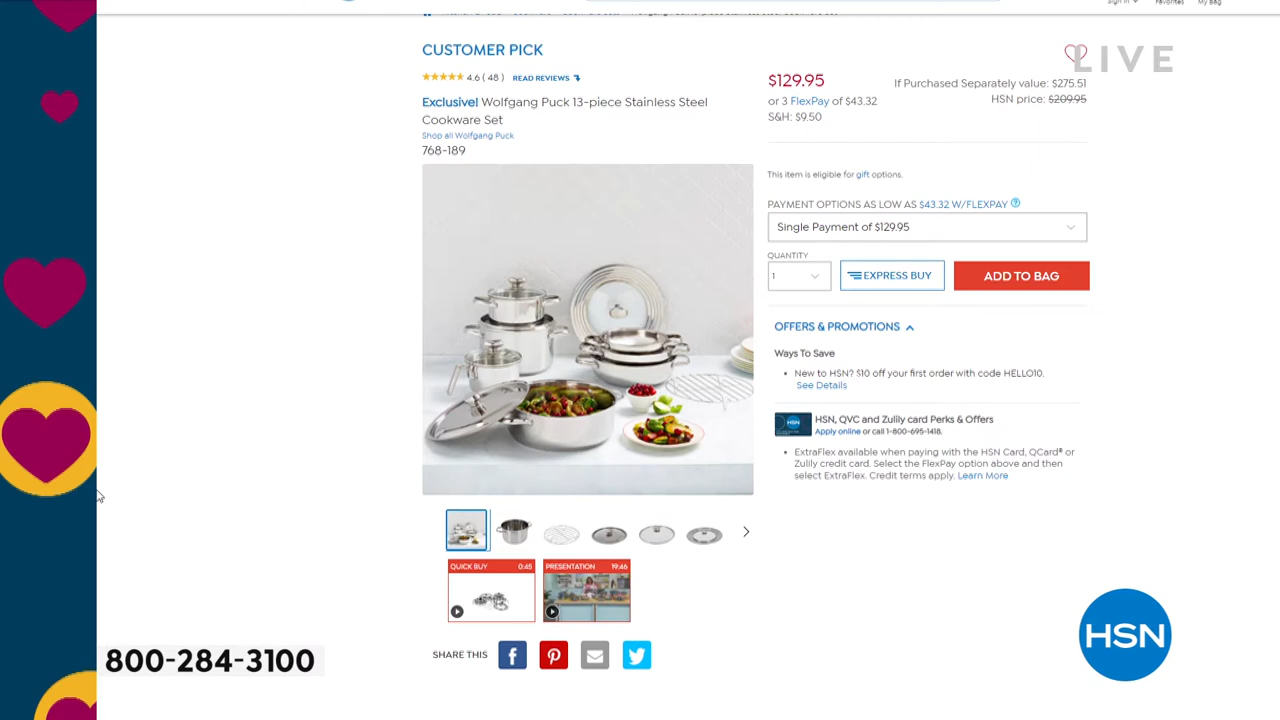 Sign In
Favorites
My Bag
CUSTOMER PICK
4.6 ( 48 ) READ REVIEWS
Exclusive! Wolfgang Puck 13-piece Stainless Steel
Cookware Set
Shop all Wolfgang Puck
768-189
LIVE
$129.95
or 3 FlexPay of $43.32
S&H: $9.50
If Purchased Separately value: $275.51
HSN price: $209.95
This item is eligible for gift options.
PAYMENT OPTIONS AS LOW AS $43.32 W/FLEXPAY ?
Single Payment of $129.95
QUANTITY
1
EXPRESS BUY
ADD TO BAG
OFFERS & PROMOTIONS
Ways To Save
New to HSN? $10 off your first order with code HELLO10.
See Details
HSN
HSN, QVC and Zulily card Perks & Offers
Apply online or call 1-800-695-1418.
ExtraFlex available when paying with the HSN Card, QCard® or
Zulily credit card. Select the FlexPay option above and then
select ExtraFlex. Credit terms apply. Learn More
QUICK BUY 0:45
PRESENTATION 19:46
SHARE THIS
800-284-3100
HSN